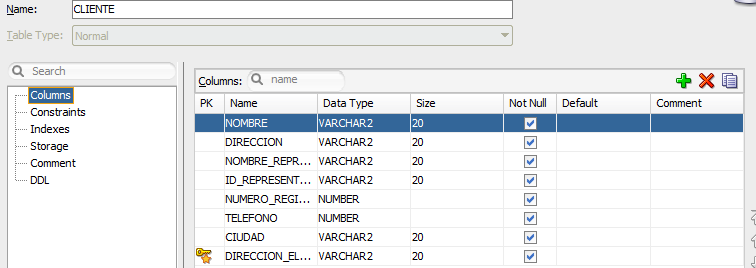 Name: CLIENTE
Table Type: Normal
Search
Columns
Constraints
Indexes
Storage
Comment
DDL
Columns: name
PK Name Data Type Size Not Null Default Comment
NOMBRE VARCHAR2 20
DIRECCION VARCHAR2 20
NOMBRE_REPR... VARCHAR2 20
ID_REPRESENT... VARCHAR2 20
NUMERO_REGI... NUMBER
TELEFONO NUMBER
CIUDAD VARCHAR2 20
DIRECCION_EL... VARCHAR2 20